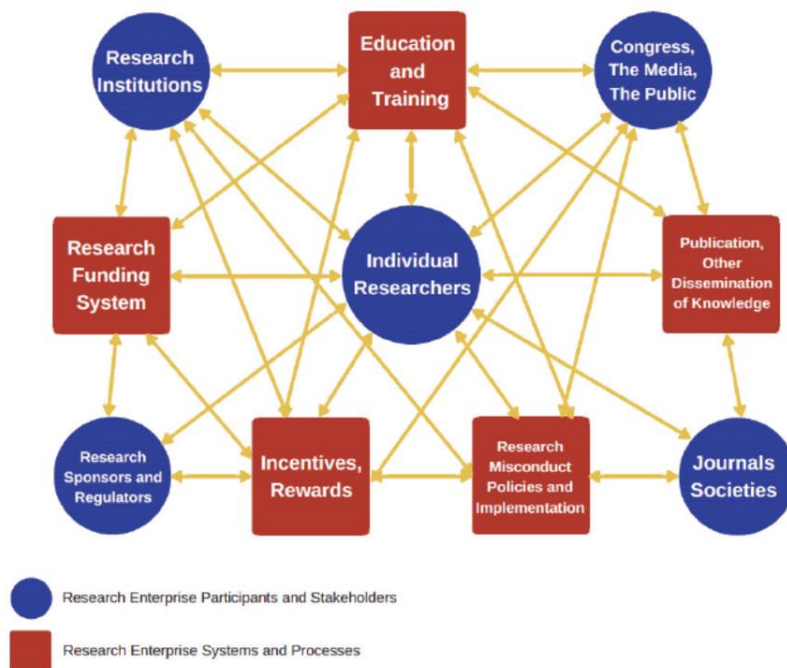 Research
Institutions
Education
and
Training
Congress,
The Media,
The Public
Research
Funding
System
Individual
Researchers
Publication,
Other
Dissemination
of Knowledge
Research
Sponsors and
Regulators
Incentives,
Rewards
Research
Misconduct
Policies and
Implementation
Journals
Societies
Research Enterprise Participants and Stakeholders
Research Enterprise Systems and Processes